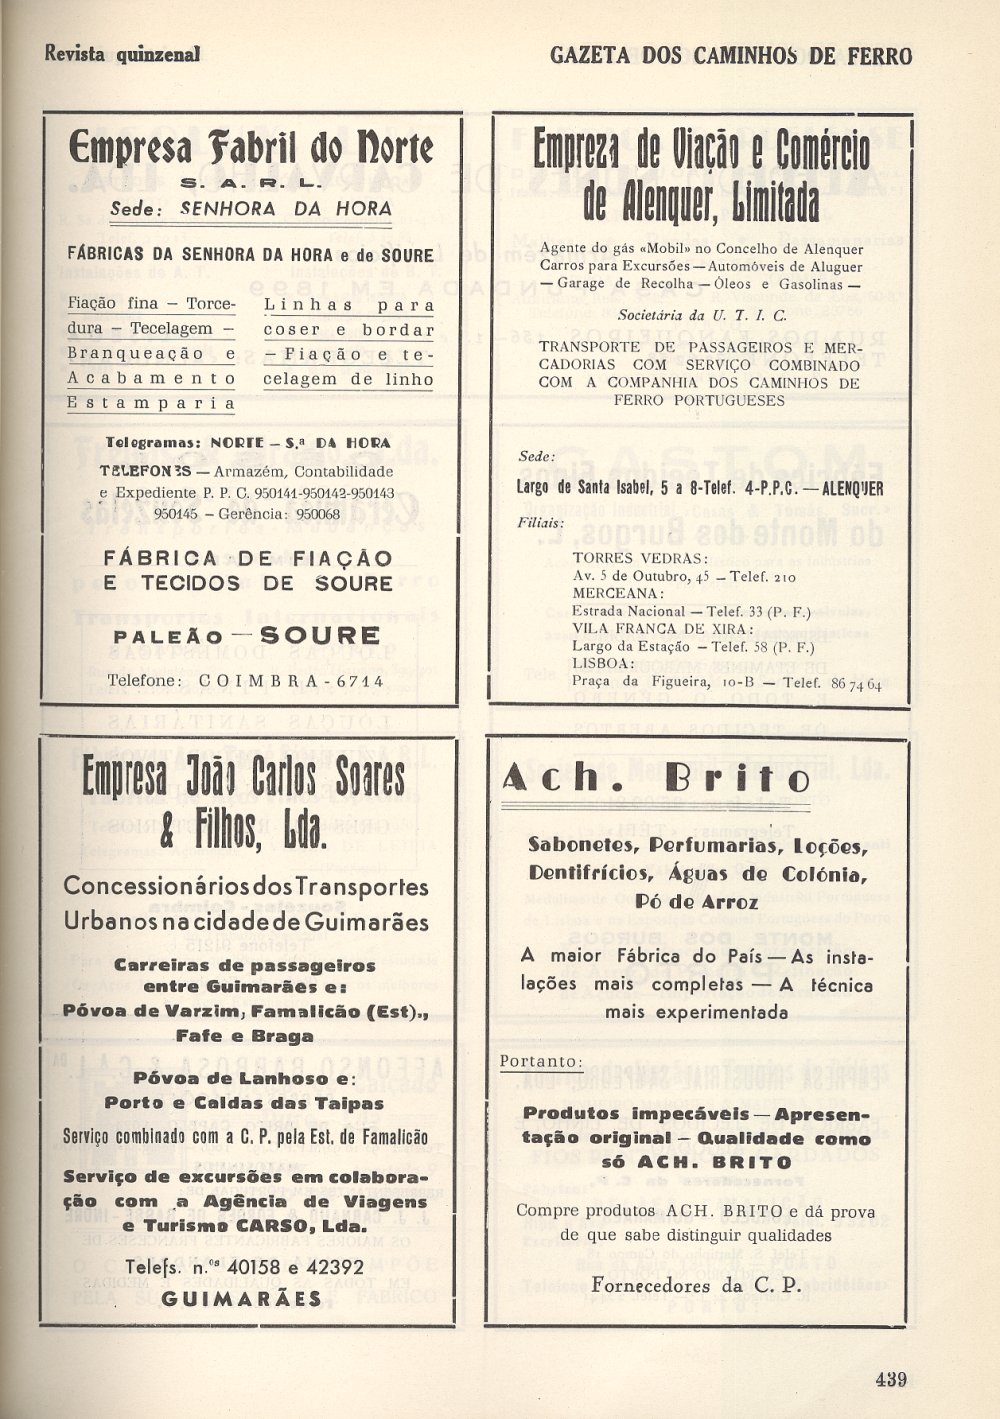 Revista quinzenal
GAZETA DOS CAMINHOS DE FERRO
Empresa Fabril do Norte
S. A. R. L.
Sede: SENHORA DA HORA
FÁBRICAS DA SENHORA DA HORA e de SOURE
Fiação fina — Torce-
dura — Tecelagem —
Branqueação e
Acabamento
Estamparia
Linhas para
coser e bordar
— Fiação e te-
celagem de linho
Telegramas: NORTE — S.ª DA HORA
TELEFONES — Armazém, Contabilidade
e Expediente P. P. C. 950141-950142-950143
950145 — Gerência: 950068
FÁBRICA DE FIAÇÃO
E TECIDOS DE SOURE
PALEÃO — SOURE
Telefone: COIMBRA - 6714
Empreza de Viação e Comércio
de Alenquer, Limitada
Agente do gás «Mobil» no Concelho de Alenquer
Carros para Excursões — Automóveis de Aluguer
— Garage de Recolha — Óleos e Gasolinas —
Societária da U. T. I. C.
TRANSPORTE DE PASSAGEIROS E MER-
CADORIAS COM SERVIÇO COMBINADO
COM A COMPANHIA DOS CAMINHOS DE
FERRO PORTUGUESES
Sede:
Largo de Santa Isabel, 5 a 8-Telef. 4-P.P.C. — ALENQUER
Filiais:
TORRES VEDRAS:
Av. 5 de Outubro, 45 — Telef. 210
MERCEANA:
Estrada Nacional — Telef. 33 (P. F.)
VILA FRANCA DE XIRA:
Largo da Estação — Telef. 58 (P. F.)
LISBOA:
Praça da Figueira, 10-B — Telef. 86 74 64
Empresa João Carlos Soares
& Filhos, Lda.
Concessionários dos Transportes
Urbanos na cidade de Guimarães
Carreiras de passageiros
entre Guimarães e:
Póvoa de Varzim, Famalicão (Est).,
Fafe e Braga
Póvoa de Lanhoso e:
Porto e Caldas das Taipas
Serviço combinado com a C. P. pela Est. de Famalicão
Serviço de excursões em colabora-
ção com a Agência de Viagens
e Turismo CARSO, Lda.
Telefs. n.ºs 40158 e 42392
GUIMARÃES
Ach. Brito
Sabonetes, Perfumarias, Loções,
Dentifrícios, Águas de Colónia,
Pó de Arroz
A maior Fábrica do País — As insta-
lações mais completas — A técnica
mais experimentada
Portanto:
Produtos impecáveis — Apresen-
tação original — Qualidade como
só ACH. BRITO
Compre produtos ACH. BRITO e dá prova
de que sabe distinguir qualidades
Fornecedores da C. P.
439